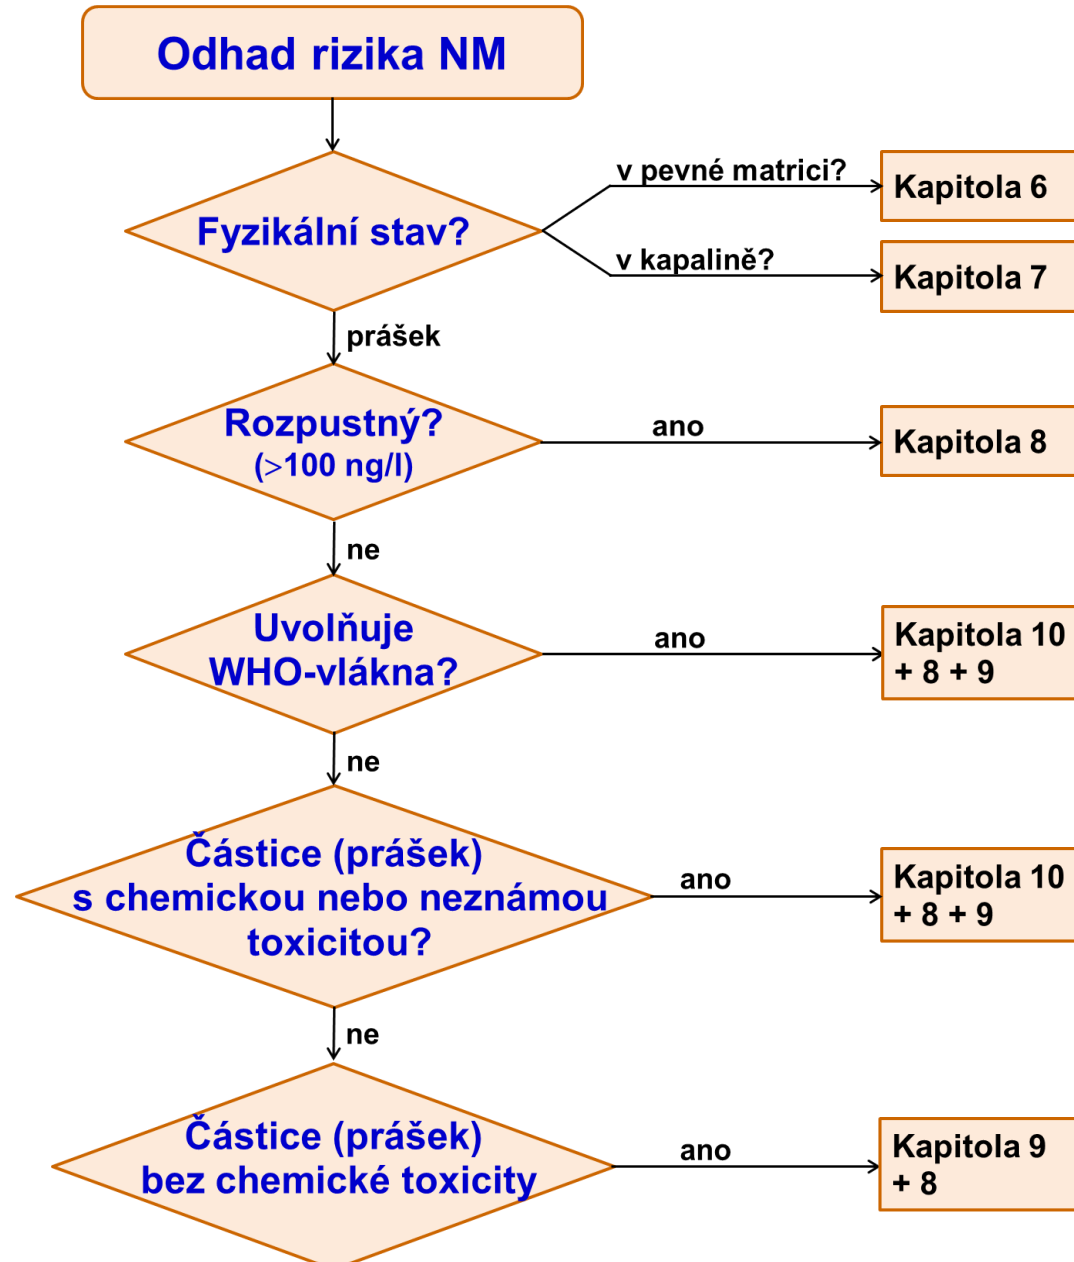 Odhad rizika NM
Fyzikální stav?
v pevné matrici?
Kapitola 6
v kapalině?
Kapitola 7
prášek
Rozpustný?
(>100 ng/l)
ano
Kapitola 8
ne
Uvolňuje
WHO-vlákna?
ano
Kapitola 10
+ 8 + 9
ne
Částice (prášek)
s chemickou nebo neznámou
toxicitou?
ano
Kapitola 10
+ 8 + 9
ne
Částice (prášek)
bez chemické toxicity
ano
Kapitola 9
+ 8